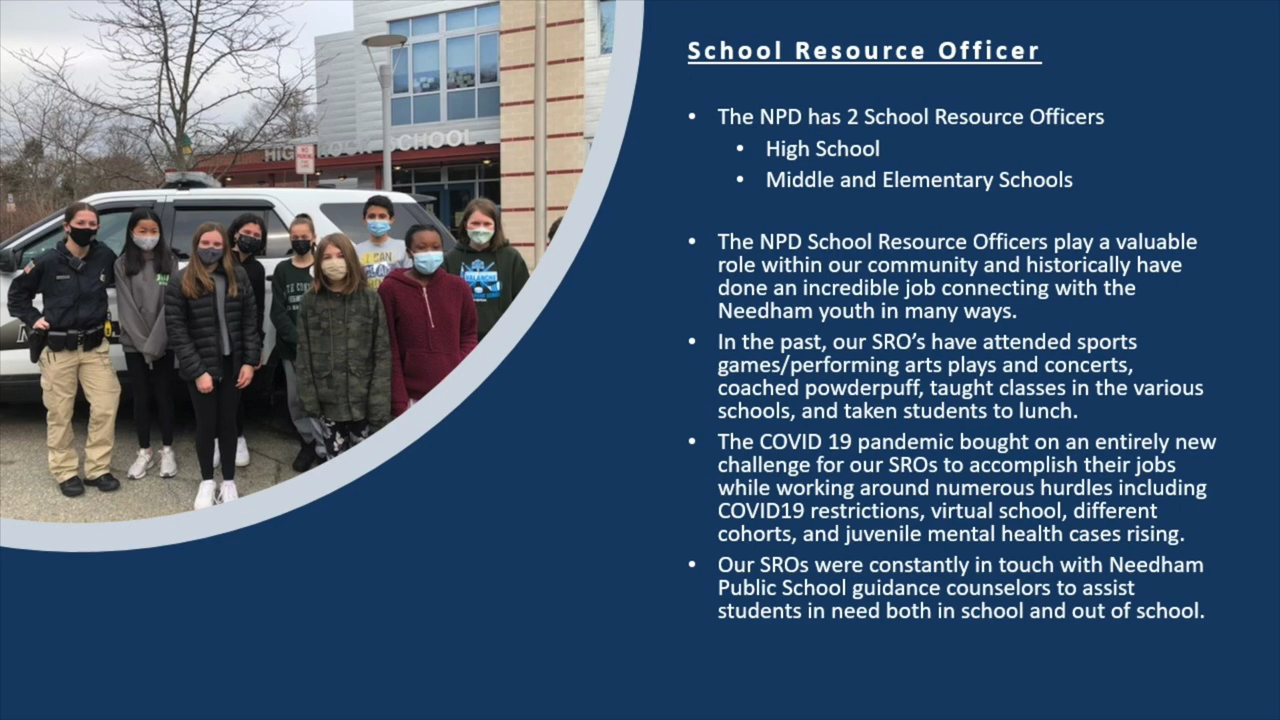 School Resource Officer
• The NPD has 2 School Resource Officers
• High School
• Middle and Elementary Schools
• The NPD School Resource Officers play a valuable
role within our community and historically have
done an incredible job connecting with the
Needham youth in many ways.
• In the past, our SRO's have attended sports
games/performing arts plays and concerts,
coached powderpuff, taught classes in the various
schools, and taken students to lunch.
• The COVID 19 pandemic bought on an entirely new
challenge for our SROs to accomplish their jobs
while working around numerous hurdles including
COVID19 restrictions, virtual school, different
cohorts, and juvenile mental health cases rising.
• Our SROs were constantly in touch with Needham
Public School guidance counselors to assist
students in need both in school and out of school.
SCHOOL
NO
PARKING
I CAN
AVALANCHE